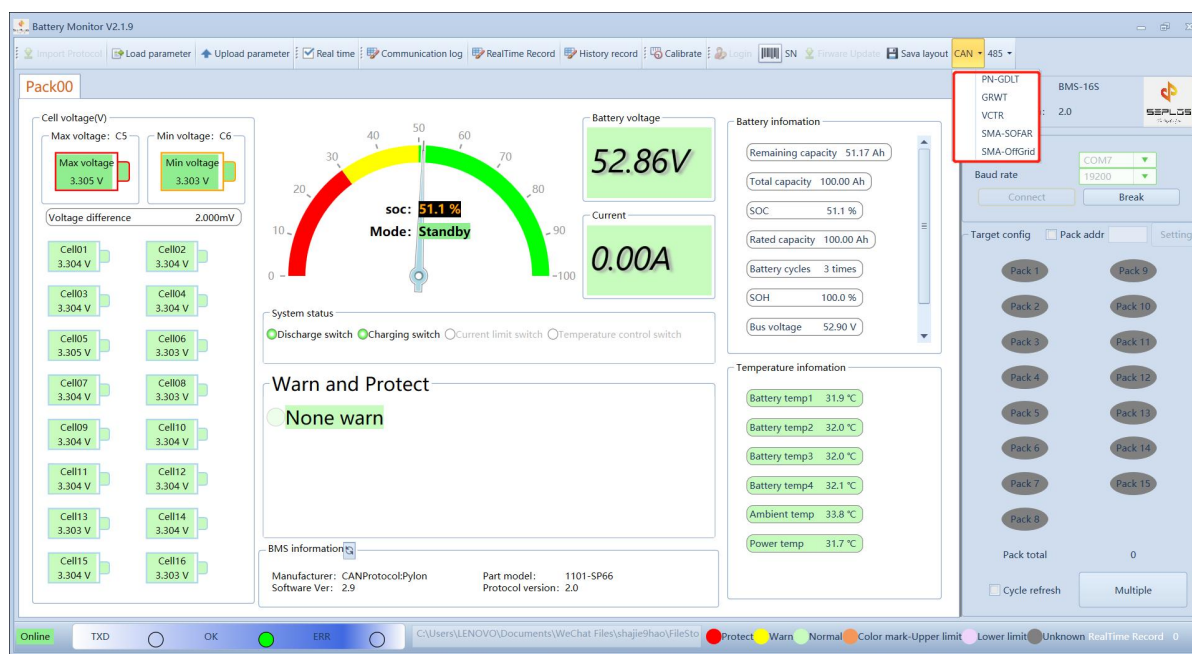 Battery Monitor V2.1.9
Import Protocol Load parameter Upload parameter Real time Communication log RealTime Record History record Calibrate Login SN Firware Update Sava layout CAN 485
PN-GDLT
GRWT
VCTR
SMA-SOFAR
SMA-OffGrid
Pack00
BMS-16S
2.0
SEPLOS
Cell voltage(V)
Max voltage: C5
Min voltage: C6
Max voltage
3.305 V
Min voltage
3.303 V
Voltage difference 2.000mV
Cell01
3.304 V
Cell02
3.304 V
Cell03
3.304 V
Cell04
3.304 V
Cell05
3.305 V
Cell06
3.303 V
Cell07
3.304 V
Cell08
3.303 V
Cell09
3.304 V
Cell10
3.303 V
Cell11
3.304 V
Cell12
3.304 V
Cell13
3.303 V
Cell14
3.304 V
Cell15
3.304 V
Cell16
3.303 V
0
10
20
30
40
50
60
70
80
90
100
soc: 51.1 %
Mode: Standby
Battery voltage
52.86V
Current
0.00A
System status
Discharge switch Charging switch Current limit switch Temperature control switch
Warn and Protect
None warn
BMS information
Manufacturer: CANProtocol:Pylon Part model: 1101-SP66
Software Ver: 2.9 Protocol version: 2.0
Battery infomation
Remaining capacity 51.17 Ah
Total capacity 100.00 Ah
SOC 51.1 %
Rated capacity 100.00 Ah
Battery cycles 3 times
SOH 100.0 %
Bus voltage 52.90 V
Temperature infomation
Battery temp1 31.9 ℃
Battery temp2 32.0 ℃
Battery temp3 32.0 ℃
Battery temp4 32.1 ℃
Ambient temp 33.8 ℃
Power temp 31.7 ℃
COM7
Baud rate 19200
Connect Break
Target config Pack addr Setting
Pack 1 Pack 9
Pack 2 Pack 10
Pack 3 Pack 11
Pack 4 Pack 12
Pack 5 Pack 13
Pack 6 Pack 14
Pack 7 Pack 15
Pack 8
Pack total 0
Cycle refresh Multiple
Online TXD OK ERR C:\Users\LENOVO\Documents\WeChat Files\shajie9hao\FileSto Protect Warn Normal Color mark-Upper limit Lower limit Unknown RealTime Record 0